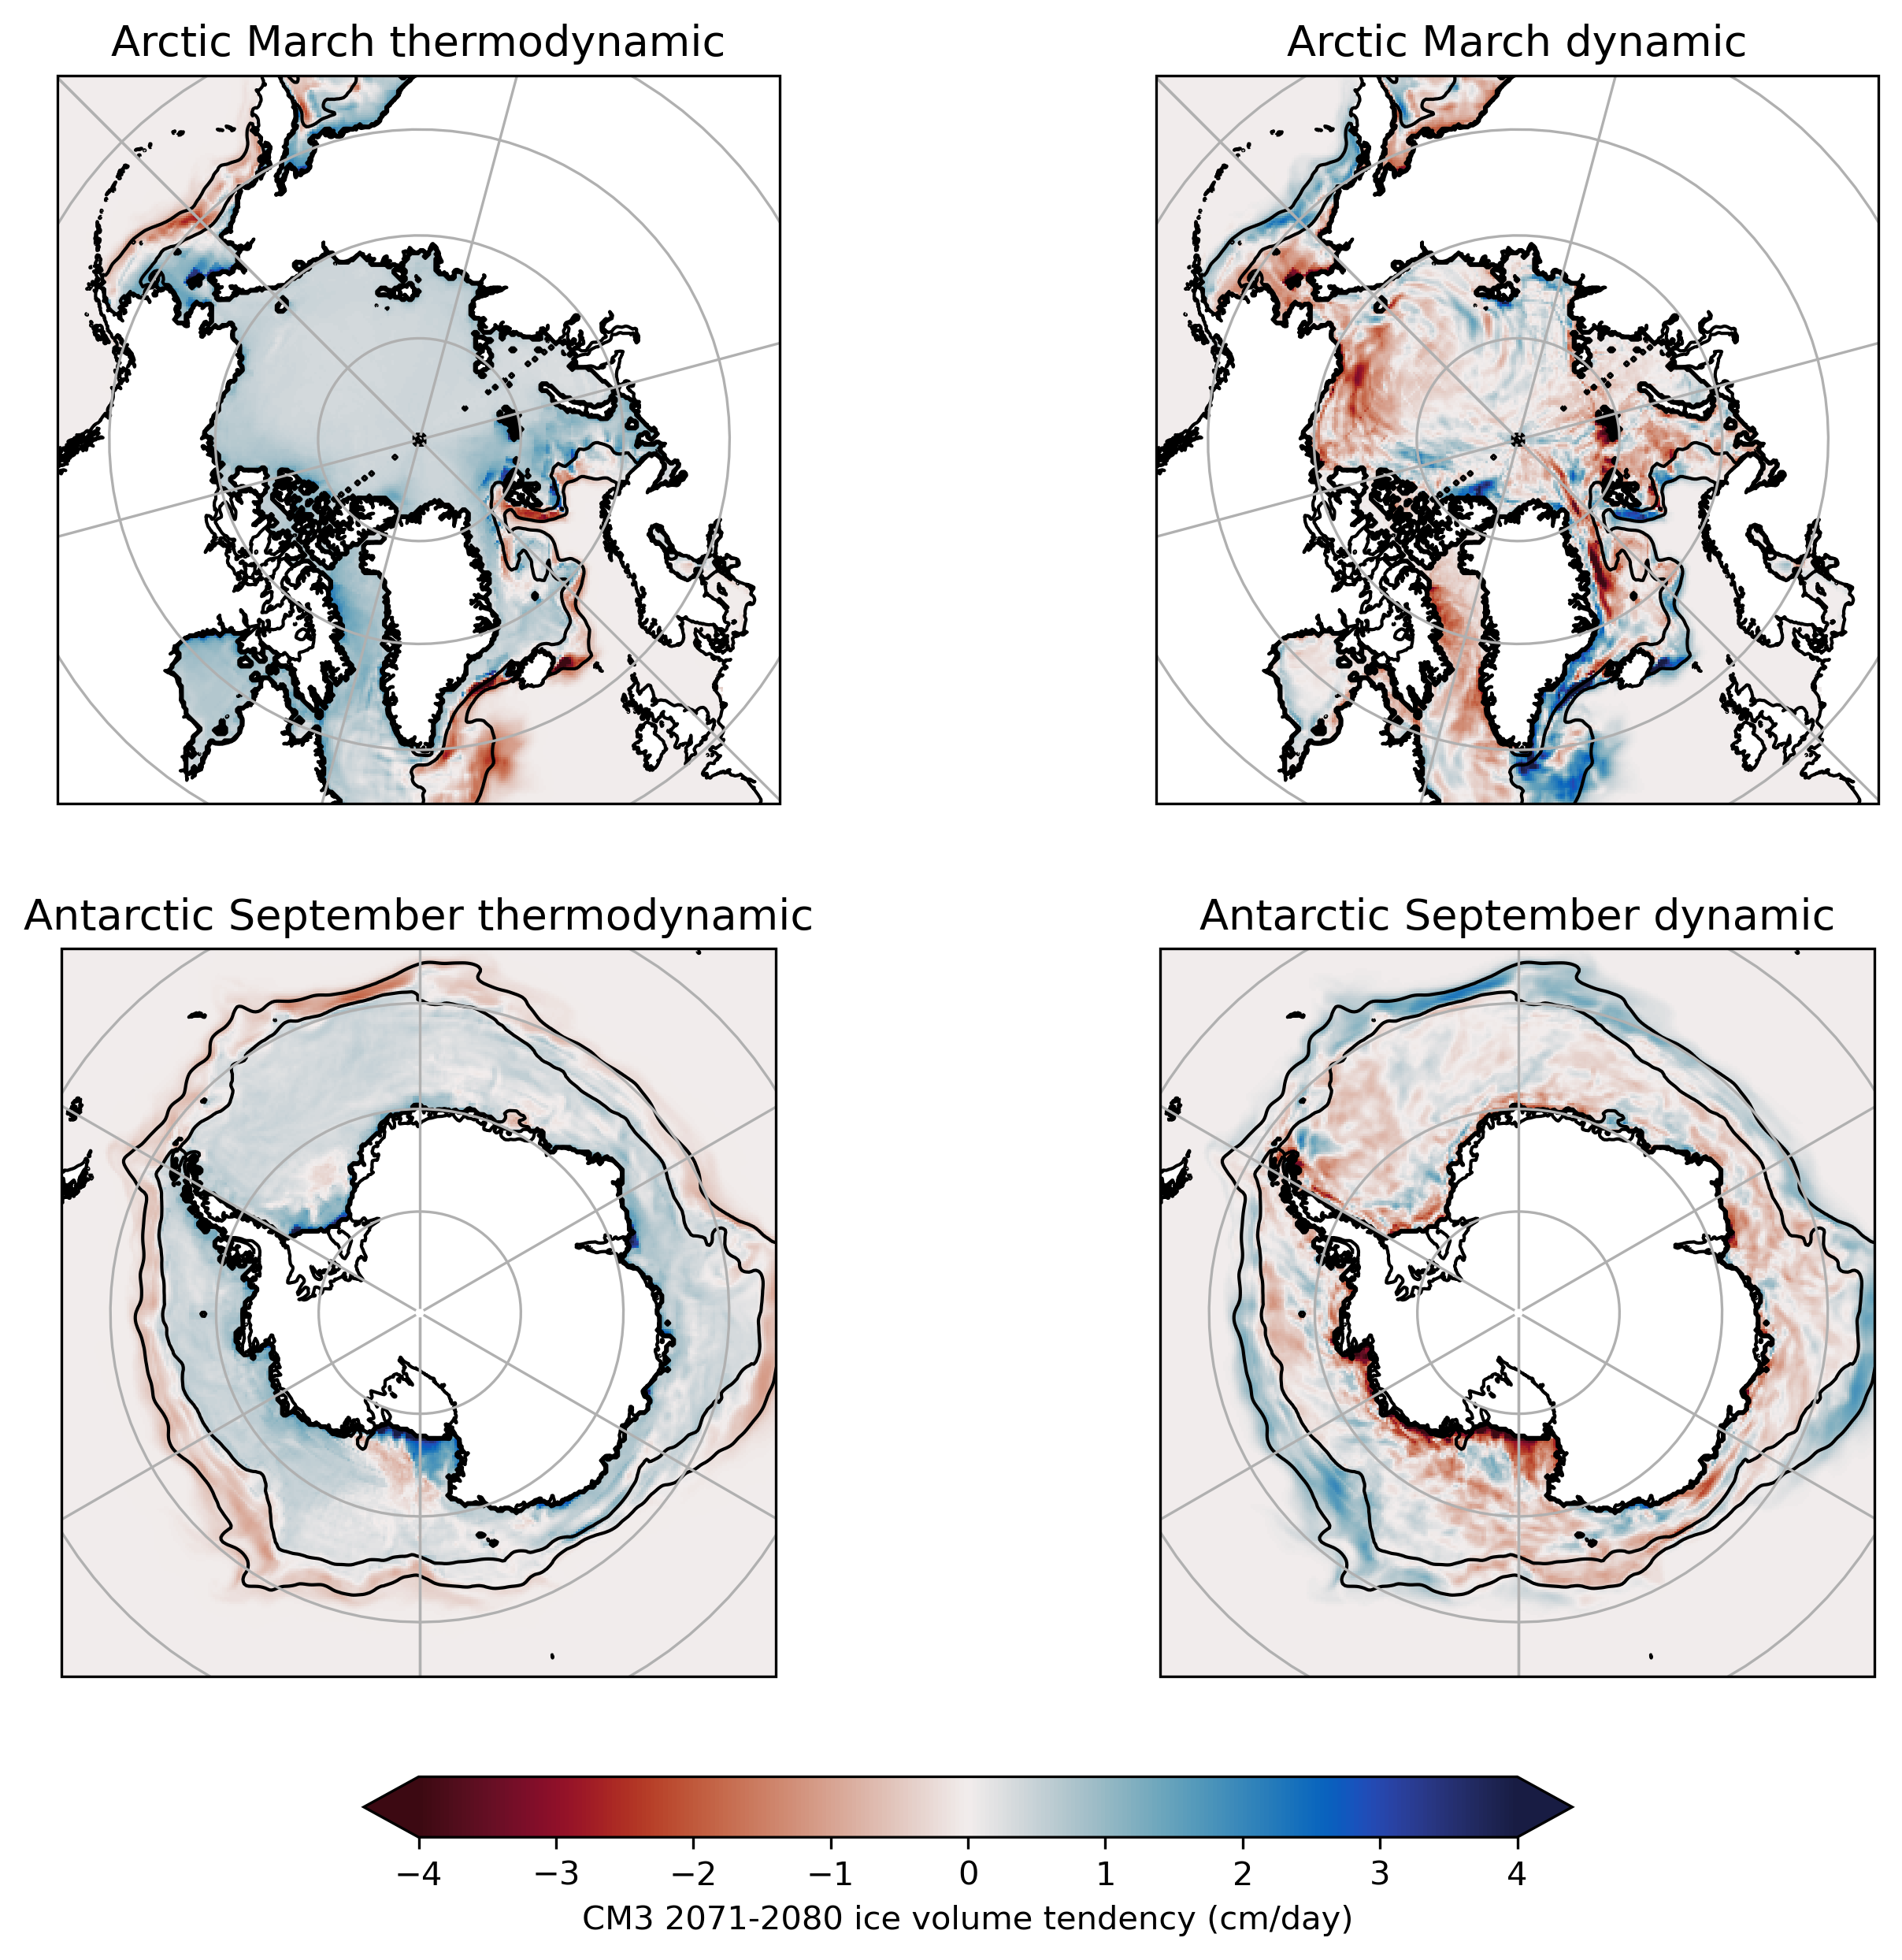 Arctic March thermodynamic
Arctic March dynamic
Antarctic September thermodynamic
Antarctic September dynamic
−4 −3 −2 −1 0 1 2 3 4
CM3 2071-2080 ice volume tendency (cm/day)